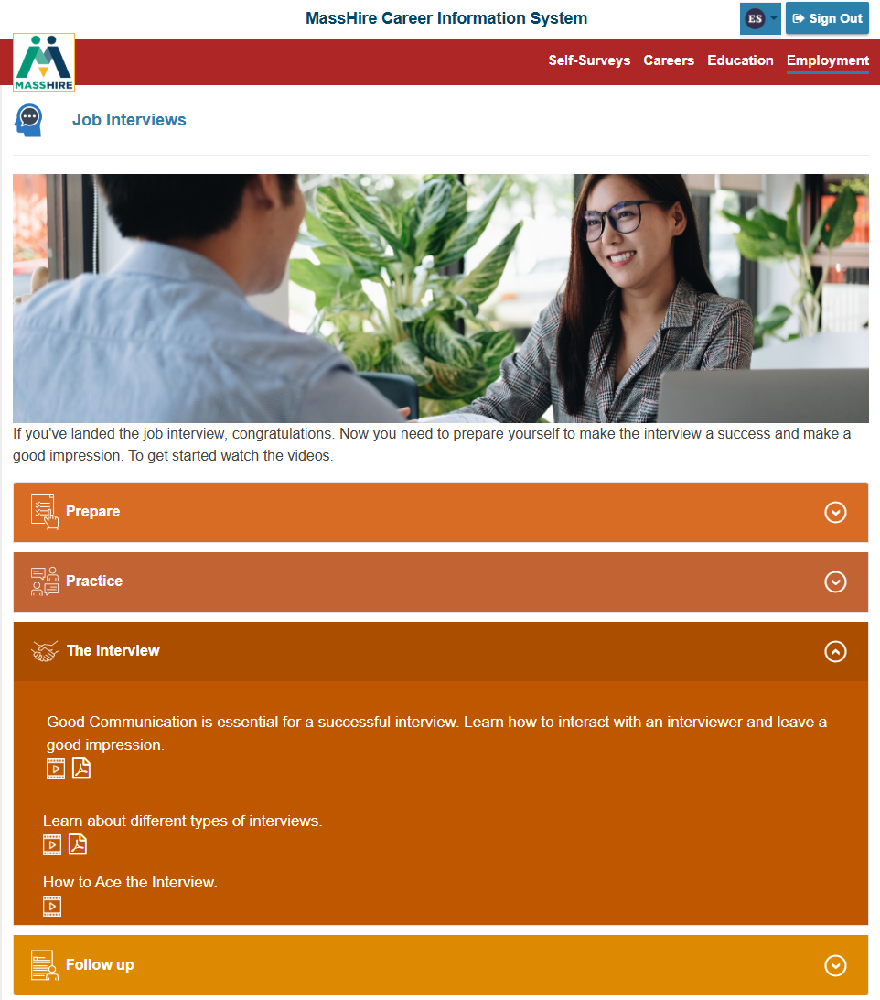 MassHire Career Information System
ES
Sign Out
MASSHIRE
Self-Surveys Careers Education Employment
Job Interviews
If you've landed the job interview, congratulations. Now you need to prepare yourself to make the interview a success and make a
good impression. To get started watch the videos.
Prepare
Practice
The Interview
Good Communication is essential for a successful interview. Learn how to interact with an interviewer and leave a
good impression.
Learn about different types of interviews.
How to Ace the Interview.
Follow up